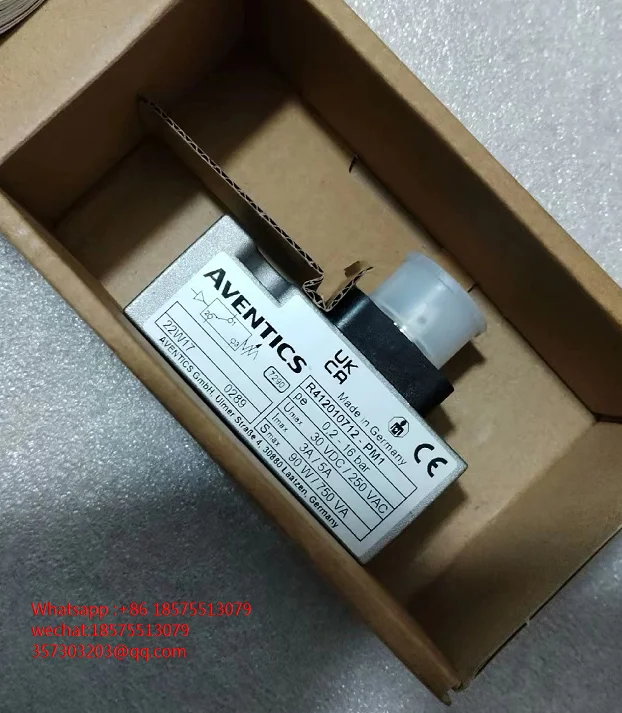 AVENTICS
UK
CA
Made in Germany
CE
22W17
0289
2290
AVENTICS GmbH, Ulmer Straße 4, 30880 Laatzen, Germany
R412010712 - PM1
pe 0,2 - 16 bar
Umax. 30 VDC / 250 VAC
Imax. 3A / 5A
Smax. 90 W / 750 VA
Whatsapp :+86 18575513079
wechat:18575513079
357303203@qq.com